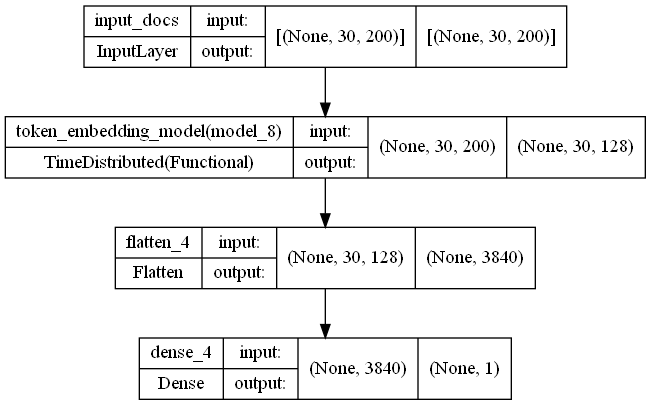 input_docs input: [(None, 30, 200)] [(None, 30, 200)]
InputLayer output:
token_embedding_model(model_8) input: (None, 30, 200) (None, 30, 128)
TimeDistributed(Functional) output:
flatten_4 input: (None, 30, 128) (None, 3840)
Flatten output:
dense_4 input: (None, 3840) (None, 1)
Dense output: